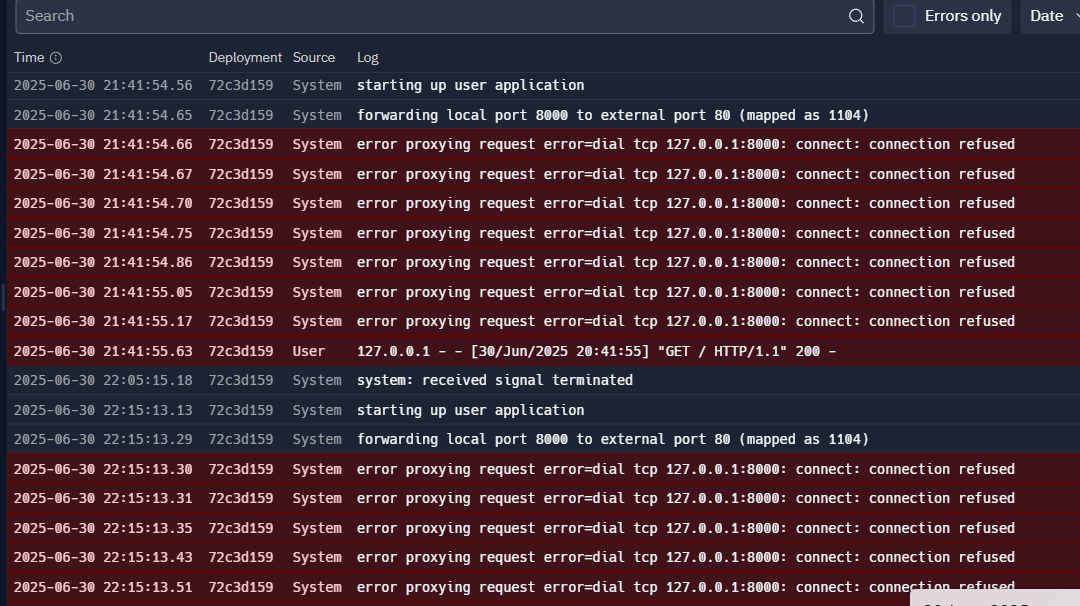 Search Errors only Date
Time Deployment Source Log
2025-06-30 21:41:54.56 72c3d159 System starting up user application
2025-06-30 21:41:54.65 72c3d159 System forwarding local port 8000 to external port 80 (mapped as 1104)
2025-06-30 21:41:54.66 72c3d159 System error proxying request error=dial tcp 127.0.0.1:8000: connect: connection refused
2025-06-30 21:41:54.67 72c3d159 System error proxying request error=dial tcp 127.0.0.1:8000: connect: connection refused
2025-06-30 21:41:54.70 72c3d159 System error proxying request error=dial tcp 127.0.0.1:8000: connect: connection refused
2025-06-30 21:41:54.75 72c3d159 System error proxying request error=dial tcp 127.0.0.1:8000: connect: connection refused
2025-06-30 21:41:54.86 72c3d159 System error proxying request error=dial tcp 127.0.0.1:8000: connect: connection refused
2025-06-30 21:41:55.05 72c3d159 System error proxying request error=dial tcp 127.0.0.1:8000: connect: connection refused
2025-06-30 21:41:55.17 72c3d159 System error proxying request error=dial tcp 127.0.0.1:8000: connect: connection refused
2025-06-30 21:41:55.63 72c3d159 User 127.0.0.1 - - [30/Jun/2025 20:41:55] "GET / HTTP/1.1" 200 -
2025-06-30 22:05:15.18 72c3d159 System system: received signal terminated
2025-06-30 22:15:13.13 72c3d159 System starting up user application
2025-06-30 22:15:13.29 72c3d159 System forwarding local port 8000 to external port 80 (mapped as 1104)
2025-06-30 22:15:13.30 72c3d159 System error proxying request error=dial tcp 127.0.0.1:8000: connect: connection refused
2025-06-30 22:15:13.31 72c3d159 System error proxying request error=dial tcp 127.0.0.1:8000: connect: connection refused
2025-06-30 22:15:13.35 72c3d159 System error proxying request error=dial tcp 127.0.0.1:8000: connect: connection refused
2025-06-30 22:15:13.43 72c3d159 System error proxying request error=dial tcp 127.0.0.1:8000: connect: connection refused
2025-06-30 22:15:13.51 72c3d159 System error proxying request error=dial tcp 127.0.0.1:8000: connect: connection refused